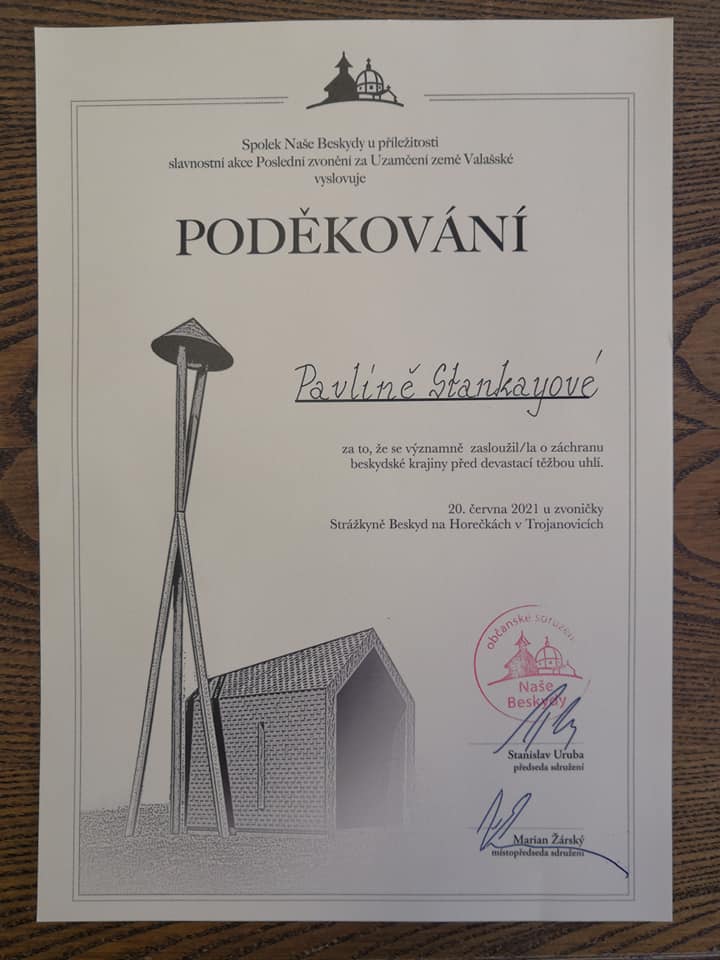 Spolek Naše Beskydy u příležitosti
slavnostní akce Poslední zvonění za Uzamčení země Valašské
vyslovuje
PODĚKOVÁNÍ
Pavlíně Stankayové
za to, že se významně zasloužil/la o záchranu
beskydské krajiny před devastací těžbou uhlí.
20. června 2021 u zvoničky
Strážkyně Beskyd na Horečkách v Trojanovicích
občanské sdružení
Naše
Beskydy
Stanislav Uruba
předseda sdružení
Marian Žárský
místopředseda sdružení